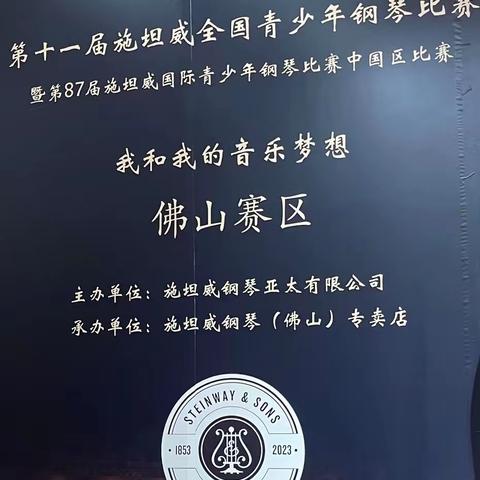 第十一届施坦威全国青少年钢琴比赛
暨第87届施坦威国际青少年钢琴比赛中国区比赛
我和我的音乐梦想
佛山赛区
主办单位：施坦威钢琴亚太有限公司
承办单位：施坦威钢琴（佛山）专卖店
STEINWAY & SONS
·1853 2023·